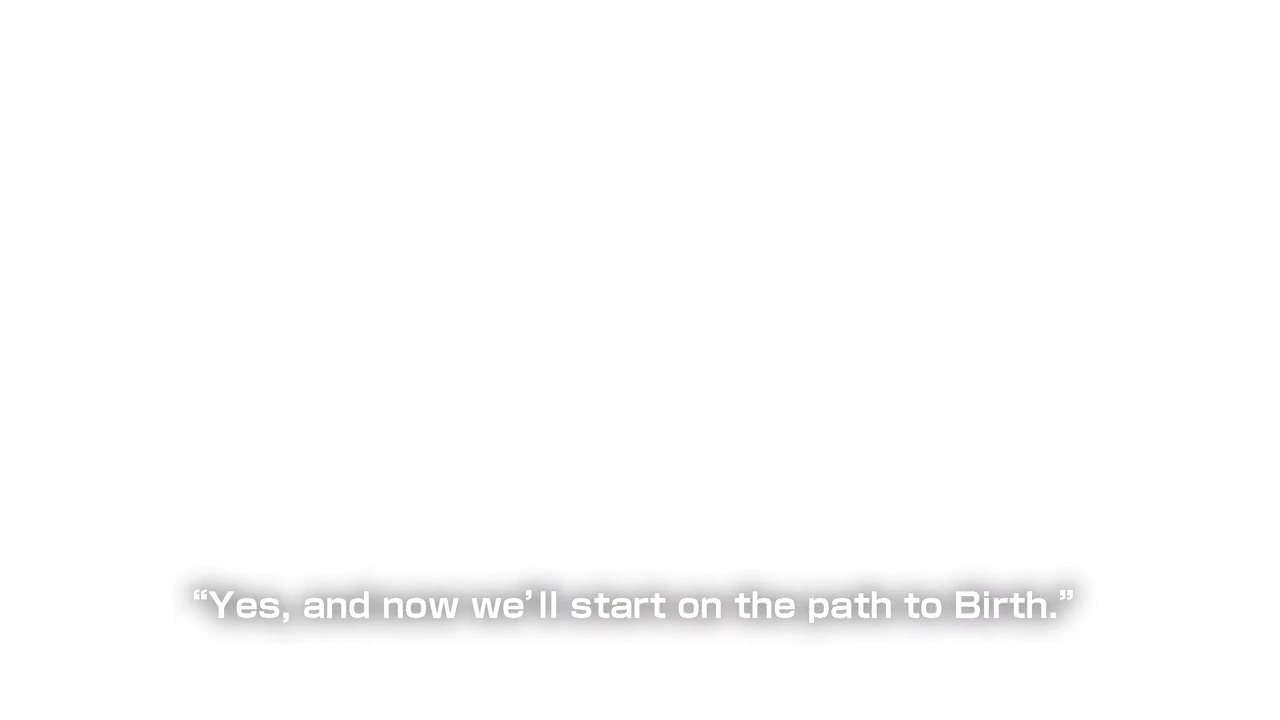 “Yes, and now we’ll start on the path to Birth.”